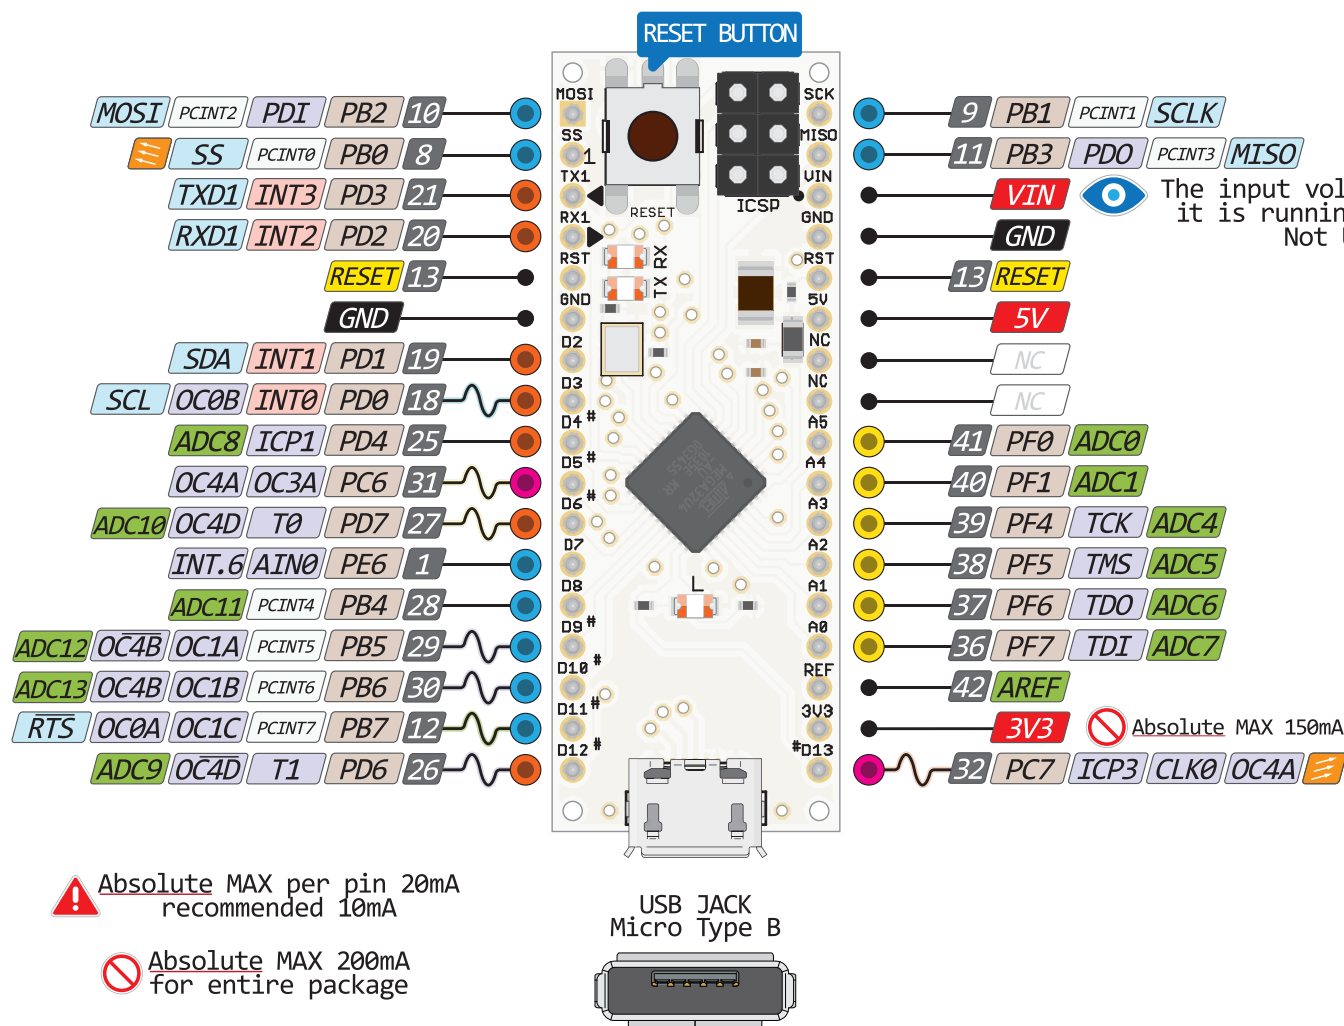 RESET BUTTON
MOSI PCINT2 PDI PB2 10
MOSI
SCK
9 PB1 PCINT1 SCLK
SS PCINT0 PB0 8
SS
1
MISO
11 PB3 PDO PCINT3 MISO
TXD1 INT3 PD3 21
TX1
VIN
VIN
The input vol
it is runnin
Not
RXD1 INT2 PD2 20
RX1
RESET
ICSP
GND
GND
RESET 13
RST
TX RX
RST
13 RESET
GND
GND
5V
5V
SDA INT1 PD1 19
D2
NC
NC
SCL OC0B INT0 PD0 18
D3
NC
NC
ADC8 ICP1 PD4 25
D4#
A5
41 PF0 ADC0
OC4A OC3A PC6 31
D5#
A4
40 PF1 ADC1
ADC10 OC4D T0 PD7 27
D6#
A3
39 PF4 TCK ADC4
INT.6 AIN0 PE6 1
D7
A2
38 PF5 TMS ADC5
ADC11 PCINT4 PB4 28
D8
L
A1
37 PF6 TDO ADC6
ADC12 O̅C̅4̅B̅ OC1A PCINT5 PB5 29
D9#
A0
36 PF7 TDI ADC7
ADC13 OC4B OC1B PCINT6 PB6 30
D10#
REF
42 AREF
R̅T̅S̅ OC0A OC1C PCINT7 PB7 12
D11#
3V3
3V3
Absolute MAX 150mA
ADC9 O̅C̅4̅D̅ T1 PD6 26
D12#
#D13
32 PC7 ICP3 CLK0 OC4A
Absolute MAX per pin 20mA
recommended 10mA
Absolute MAX 200mA
for entire package
USB JACK
Micro Type B